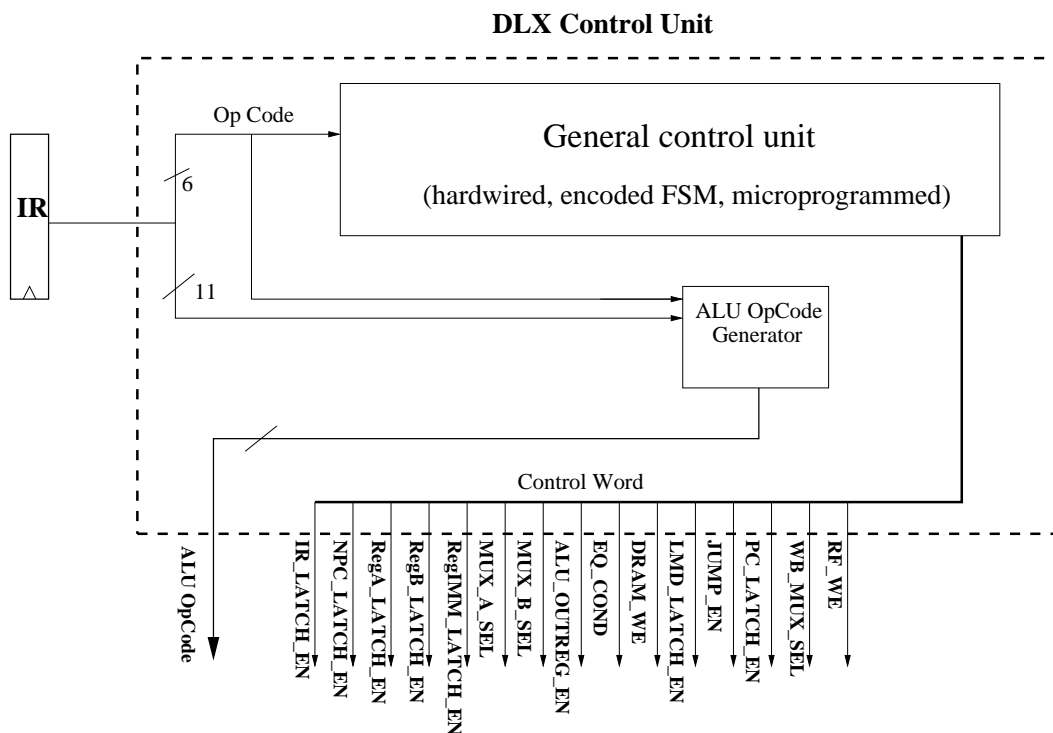 DLX Control Unit
Op Code
General control unit
(hardwired, encoded FSM, microprogrammed)
6
IR
11
ALU OpCode
Generator
Control Word
ALU OpCode
IR_LATCH_EN
NPC_LATCH_EN
RegA_LATCH_EN
RegB_LATCH_EN
RegIMM_LATCH_EN
MUX_A_SEL
MUX_B_SEL
ALU_OUTREG_EN
EQ_COND
DRAM_WE
LMD_LATCH_EN
JUMP_EN
PC_LATCH_EN
WB_MUX_SEL
RF_WE